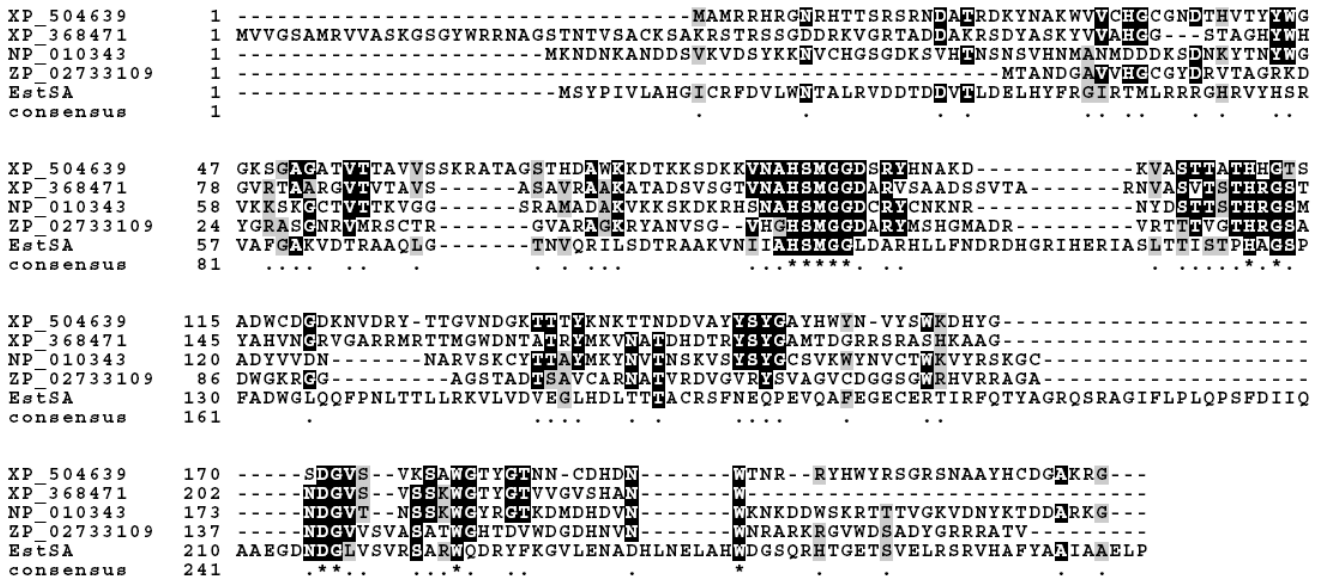 XP_504639 1 ----------------------------------MAMRRHRGNRHTTSRSRNDATRDKYNAKWVVCHGCGNDTHVTYYWG
XP_368471 1 MVVGSAMRVVASKGSGYWRRNAGSTNTVSACKSAKRSTRSSGDDRKVGRTADDAKRSDYASKYVVAHGG---STAGHYWH
NP_010343 1 -----------------------MKNDNKANDDSVKVDSYKKNVCHGSGDKSVHTNSNSVHNMANMDDDKSDNKYTNYWG
ZP_02733109 1 ---------------------------------------------------------MTANDGAVVHGCGYDRVTAGRKD
EstSA 1 ------------------------MSYPIVLAHGICRFDVLWNTALRVDDTDDVTLDELHYFRGIRTMLRRRGHRVYHSR
consensus 1 . . . . ... .. . . ..
XP_504639 47 GKSGAGATVTTAVVSSKRATAGSTHDAWKKDTKKSDKKVNAHSMGGDSRYHNAKD------------KVASTTATHHGTS
XP_368471 78 GVRTAARGVTVTAVS-------ASAVRAAKATADSVSGTVNAHSMGGDARVSAADSSVTA------RNVASVTSTHRGST
NP_010343 58 VKKSKGCTVTTKVGG-------SRAMADAKVKKSKDKRHSNAHSMGGDCRYCNKNR-----------NYDSTTSTHRGSM
ZP_02733109 24 YGRASGNRVMRSCTR-------GVARAGKRYANVSG--VHGHSMGGDARYMSHGMADR---------VRTTTVGTHRGSA
EstSA 57 VAFGAKVDTRAAQLG-------TNVQRILSDTRAANVNIIAHSMGGLDARHLLFNDRDHGRIHERIASLTTISTPHAGSP
consensus 81 .... .. . . . ... ...***** .. . .....* .*.
XP_504639 115 ADWCDGDKNVDRY-TTGVNDGKTTTYKNKTTNDDVAYYSYGAYHWYN-VYSWKDHYG-----------------------
XP_368471 145 YAHVNGRVGARRMRTTMGWDNTATRYMKVNATDHDTRYSYGAMTDGRRSRASHKAAG-----------------------
NP_010343 120 ADYVVDN-------NARVSKCYTTAYMKYNVTNSKVSYSYGCSVKWYNVCTWKVYRSKGC--------------------
ZP_02733109 86 DWGKRGG---------AGSTADTSAVCARNATVRDVGVRYSVAGVCDGGSGWRHVRRAGA--------------------
EstSA 130 FADWGLQQFPNLTTLLRKVLVDVEGLHDLTTTACRSFNEQPEVQAFEGECERTIRFQTYAGRQSRAGIFLPLQPSFDIIQ
consensus 161 . .... . . .... . ..
XP_504639 170 -----SDGVS--VKSAWGTYGTNN-CDHDN-------WTNR--RYHWYRSGRSNAAYHCDGAKRG---
XP_368471 202 -----NDGVS--VSSKWGTYGTVVGVSHAN-------W------------------------------
NP_010343 173 -----NDGVT--NSSKWGYRGTKDMDHDVN-------WKNKDDWSKRTTTVGKVDNYKTDDARKG---
ZP_02733109 137 -----NDGVVSVASATWGHTDVWDGDHNVN-------WNRARKRGVWDSADYGRRRATV---------
EstSA 210 AAEGDNDGLVSVRSARWQDRYFKGVLENADHLNELAHWDGSQRHTGETSVELRSRVHAFYAAIAAELP
consensus 241 .**. ...*. .. . * . . . .